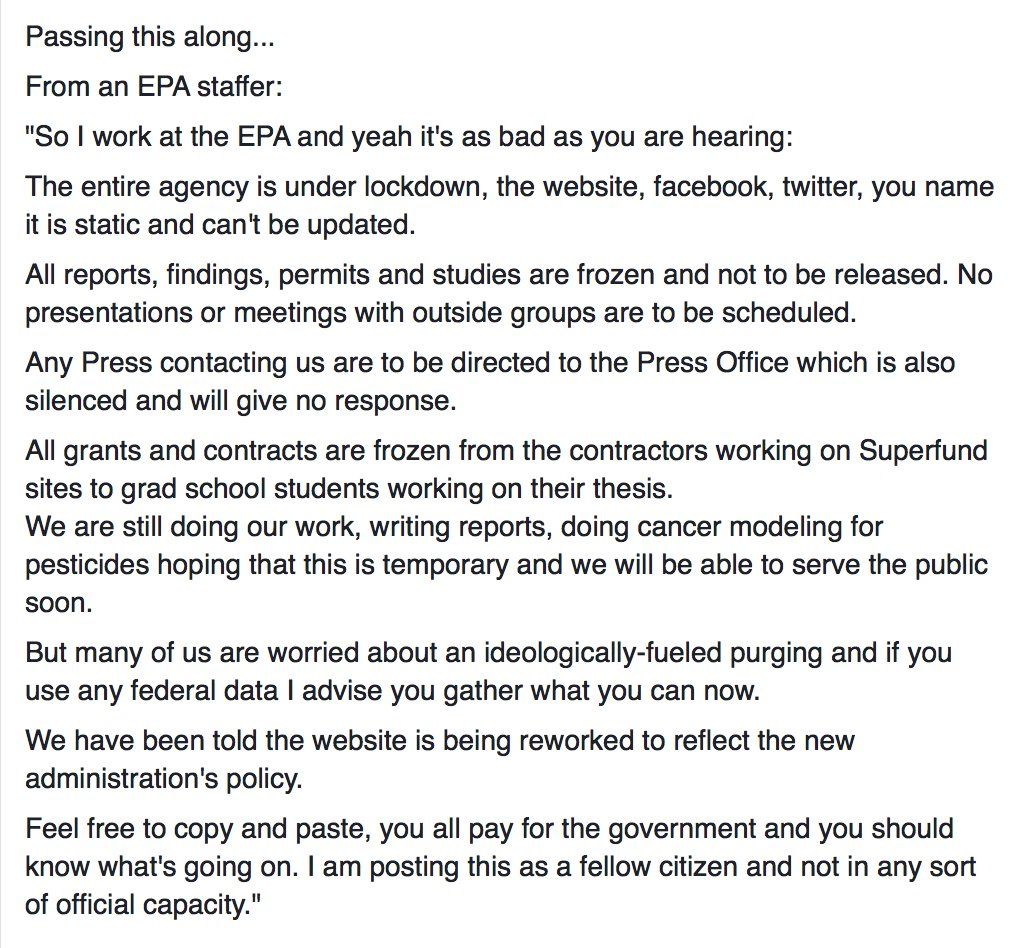 Passing this along...
From an EPA staffer:
"So I work at the EPA and yeah it's as bad as you are hearing:
The entire agency is under lockdown, the website, facebook, twitter, you name
it is static and can't be updated.
All reports, findings, permits and studies are frozen and not to be released. No
presentations or meetings with outside groups are to be scheduled.
Any Press contacting us are to be directed to the Press Office which is also
silenced and will give no response.
All grants and contracts are frozen from the contractors working on Superfund
sites to grad school students working on their thesis.
We are still doing our work, writing reports, doing cancer modeling for
pesticides hoping that this is temporary and we will be able to serve the public
soon.
But many of us are worried about an ideologically-fueled purging and if you
use any federal data I advise you gather what you can now.
We have been told the website is being reworked to reflect the new
administration's policy.
Feel free to copy and paste, you all pay for the government and you should
know what's going on. I am posting this as a fellow citizen and not in any sort
of official capacity."